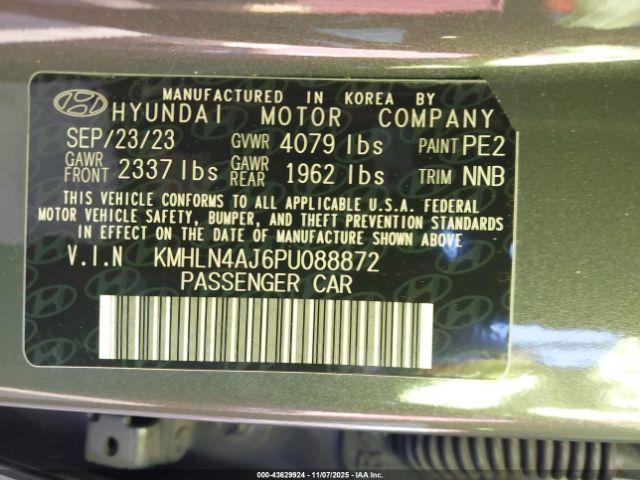 MANUFACTURED IN KOREA BY
HYUNDAI MOTOR COMPANY
SEP/23/23 GVWR 4079 lbs PAINT PE2
GAWR FRONT 2337 lbs GAWR REAR 1962 lbs TRIM NNB
THIS VEHICLE CONFORMS TO ALL APPLICABLE U.S.A. FEDERAL
MOTOR VEHICLE SAFETY, BUMPER, AND THEFT PREVENTION STANDARDS
IN EFFECT ON THE DATE OF MANUFACTURE SHOWN ABOVE
V.I.N KMHLN4AJ6PU088872
PASSENGER CAR
000-43629924 | 11/07/2025 - IAA Inc.